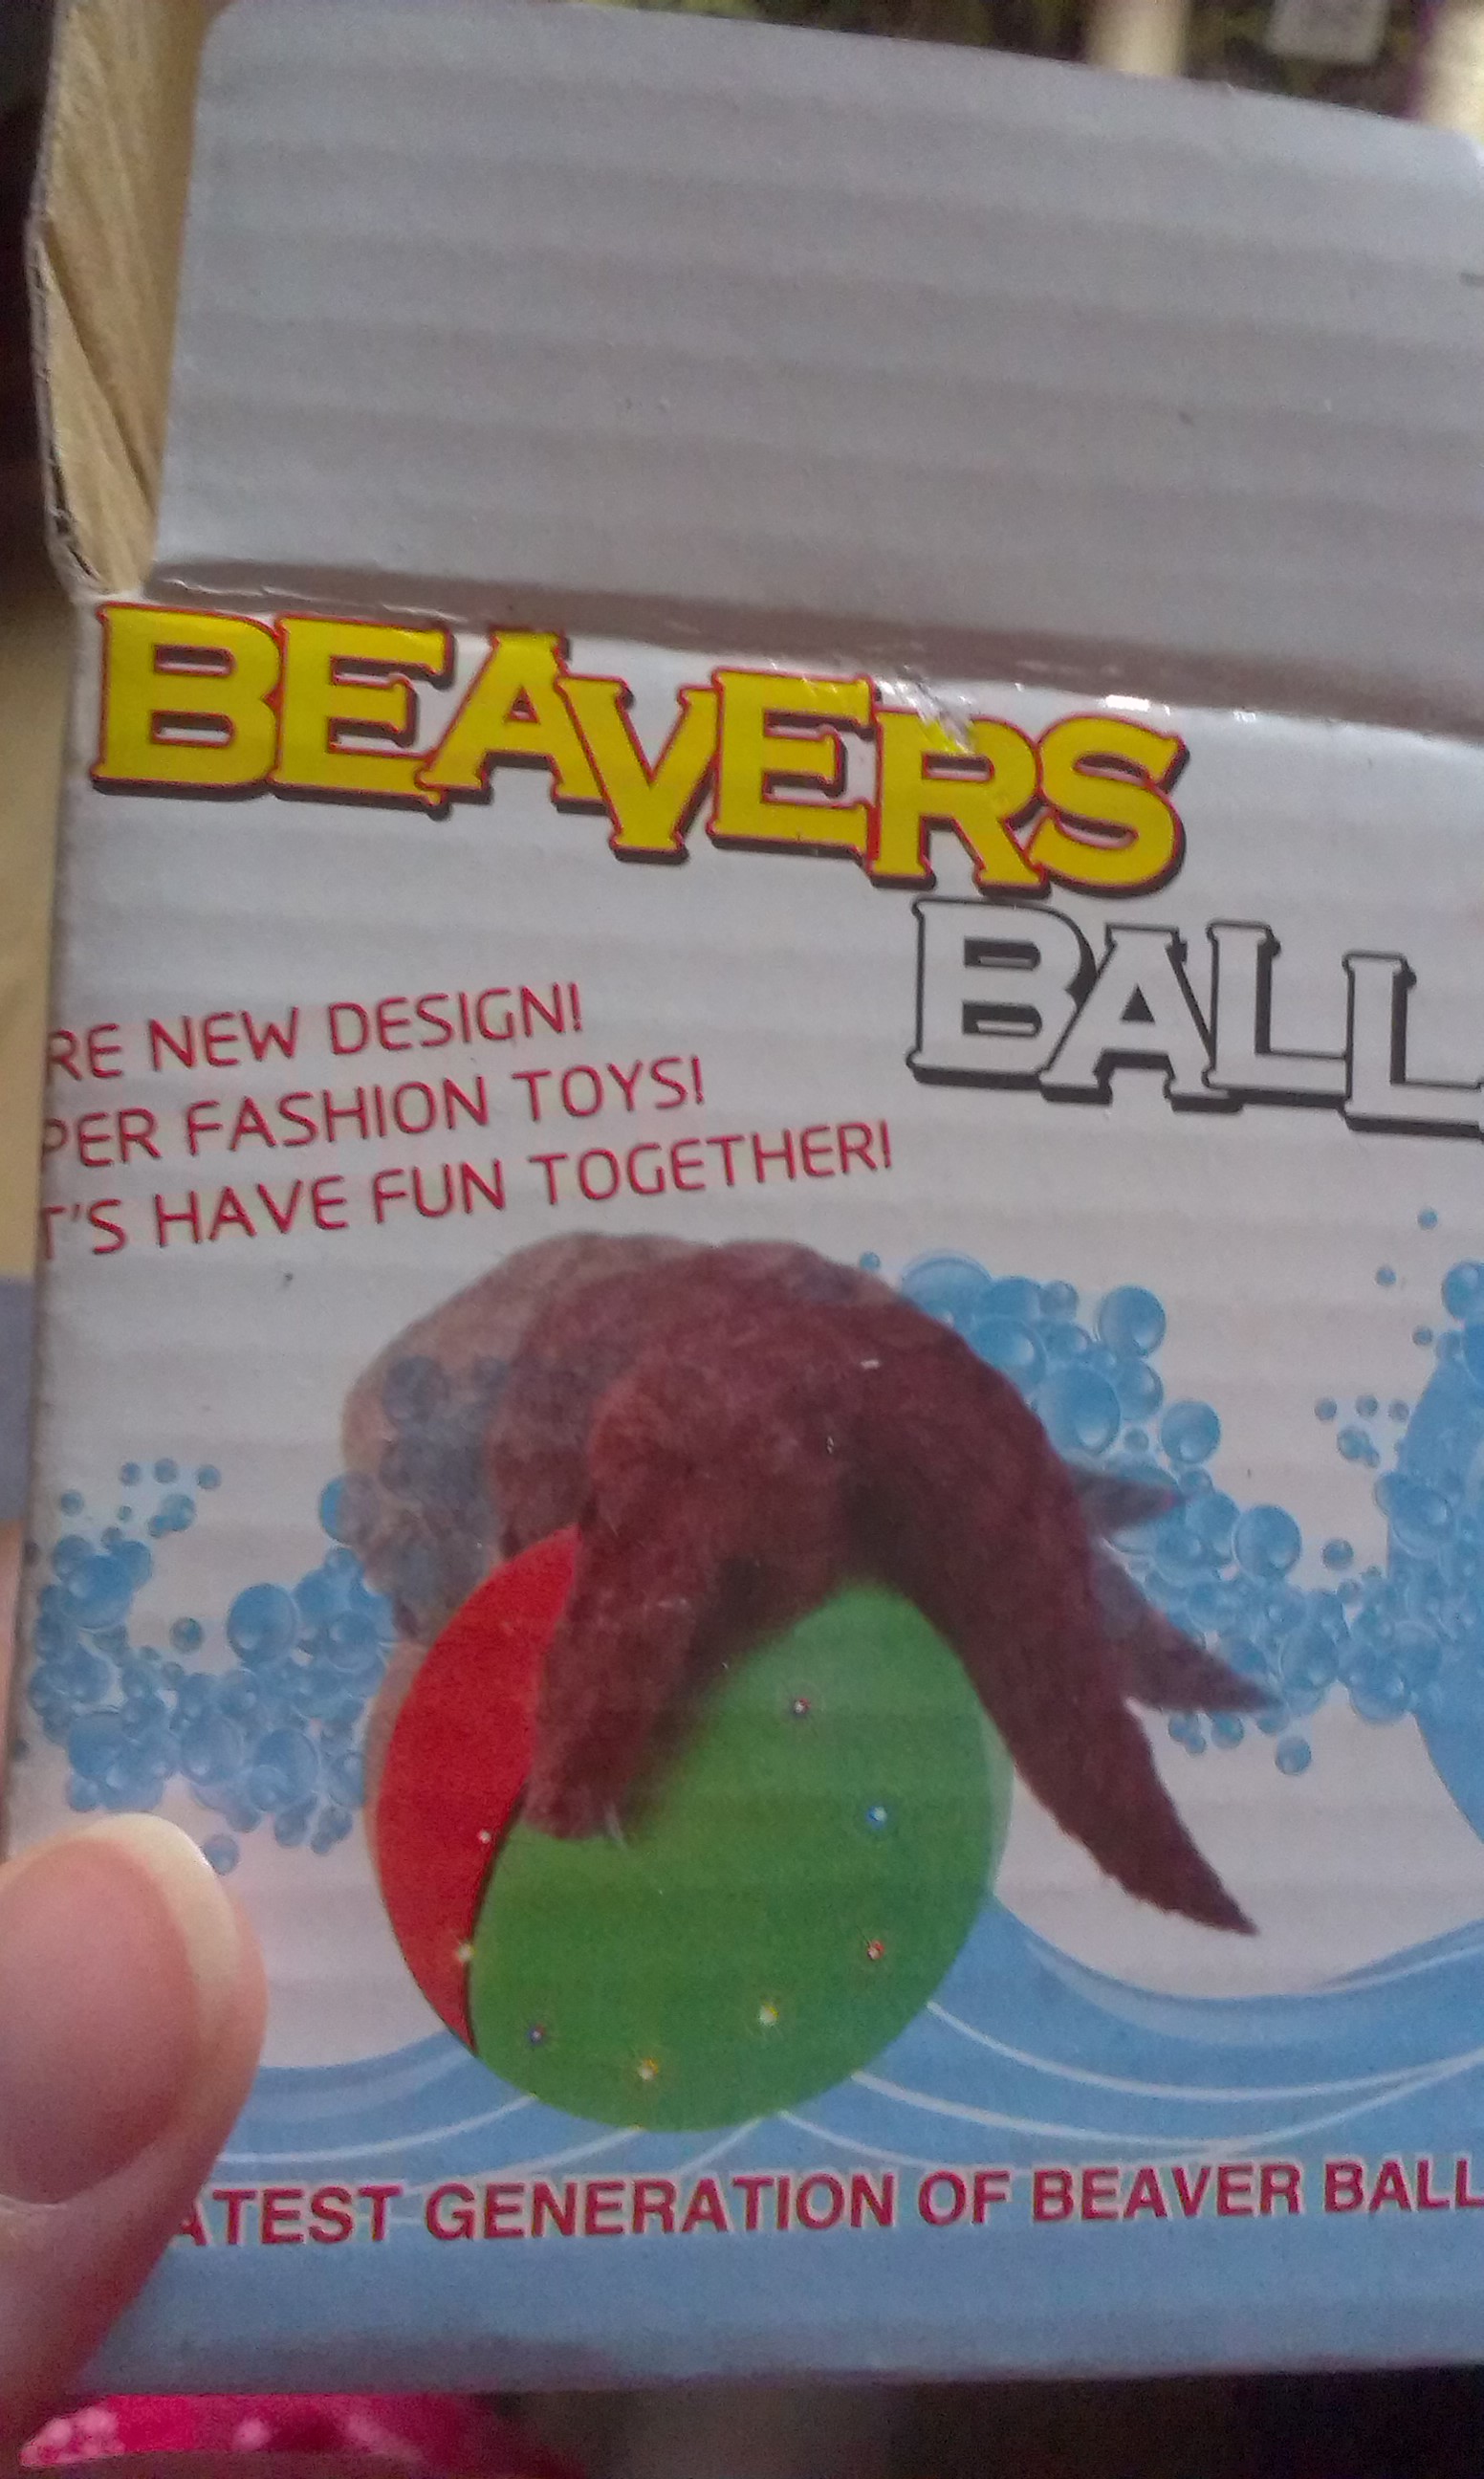 BEAVERS
BALL
RE NEW DESIGN!
PER FASHION TOYS!
T'S HAVE FUN TOGETHER!
ATEST GENERATION OF BEAVER BALL